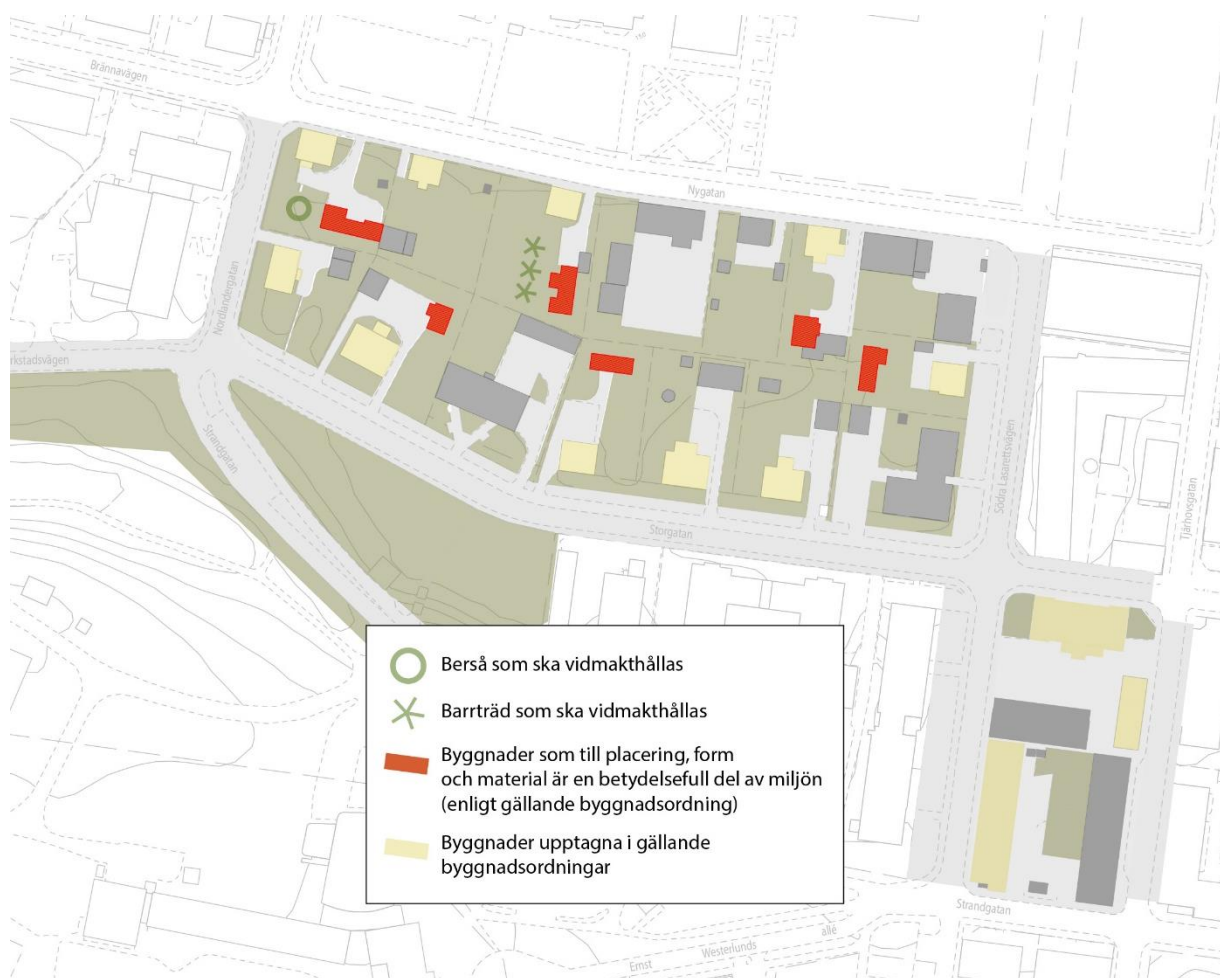 Brännavägen
Nygatan
Nordlandergatan
rkstadsvägen
Strandgatan
Storgatan
Södra Lasarettsvägen
Tjärhovsgatan
Berså som ska vidmakthållas
Barrträd som ska vidmakthållas
Byggnader som till placering, form
och material är en betydelsefull del av miljön
(enligt gällande byggnadsordning)
Byggnader upptagna i gällande
byggnadsordningar
Strandgatan
Ernst Westerlunds allé